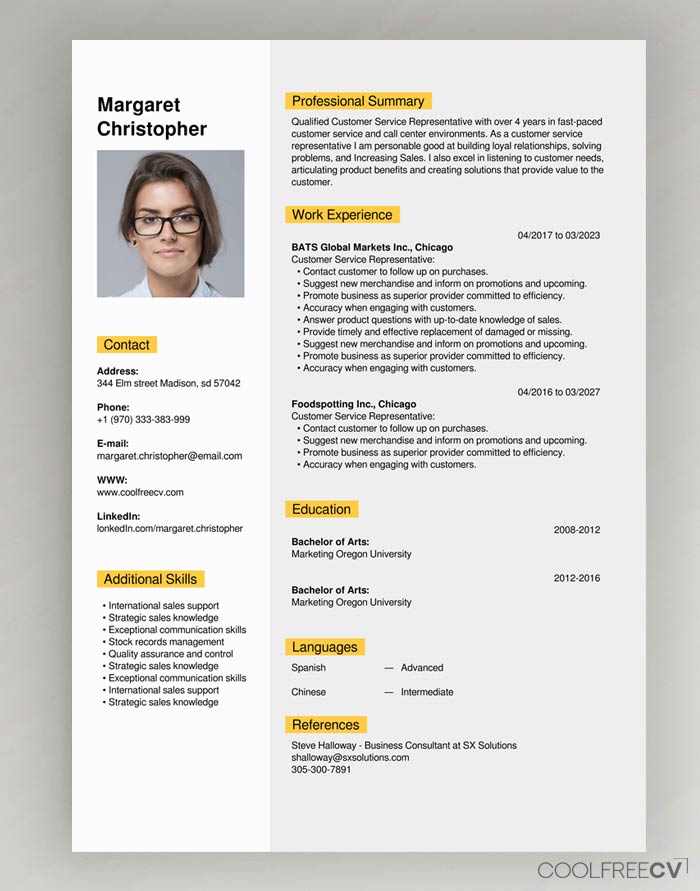 Margaret
Christopher
Contact
Address:
344 Elm street Madison, sd 57042
Phone:
+1 (970) 333-383-999
E-mail:
margaret.christopher@email.com
WWW:
www.coolfreecv.com
LinkedIn:
lonkedIn.com/margaret.christopher
Additional Skills
• International sales support
• Strategic sales knowledge
• Exceptional communication skills
• Stock records management
• Quality assurance and control
• Strategic sales knowledge
• Exceptional communication skills
• International sales support
• Strategic sales knowledge
Professional Summary
Qualified Customer Service Representative with over 4 years in fast-paced
customer service and call center environments. As a customer service
representative I am personable good at building loyal relationships, solving
problems, and Increasing Sales. I also excel in listening to customer needs,
articulating product benefits and creating solutions that provide value to the
customer.
Work Experience
04/2017 to 03/2023
BATS Global Markets Inc., Chicago
Customer Service Representative:
• Contact customer to follow up on purchases.
• Suggest new merchandise and inform on promotions and upcoming.
• Promote business as superior provider committed to efficiency.
• Accuracy when engaging with customers.
• Answer product questions with up-to-date knowledge of sales.
• Provide timely and effective replacement of damaged or missing.
• Suggest new merchandise and inform on promotions and upcoming.
• Promote business as superior provider committed to efficiency.
• Accuracy when engaging with customers.
04/2016 to 03/2027
Foodspotting Inc., Chicago
Customer Service Representative:
• Contact customer to follow up on purchases.
• Suggest new merchandise and inform on promotions and upcoming.
• Promote business as superior provider committed to efficiency.
• Accuracy when engaging with customers.
Education
2008-2012
Bachelor of Arts:
Marketing Oregon University
2012-2016
Bachelor of Arts:
Marketing Oregon University
Languages
Spanish — Advanced
Chinese — Intermediate
References
Steve Halloway - Business Consultant at SX Solutions
shalloway@sxsolutions.com
305-300-7891
COOLFREECV